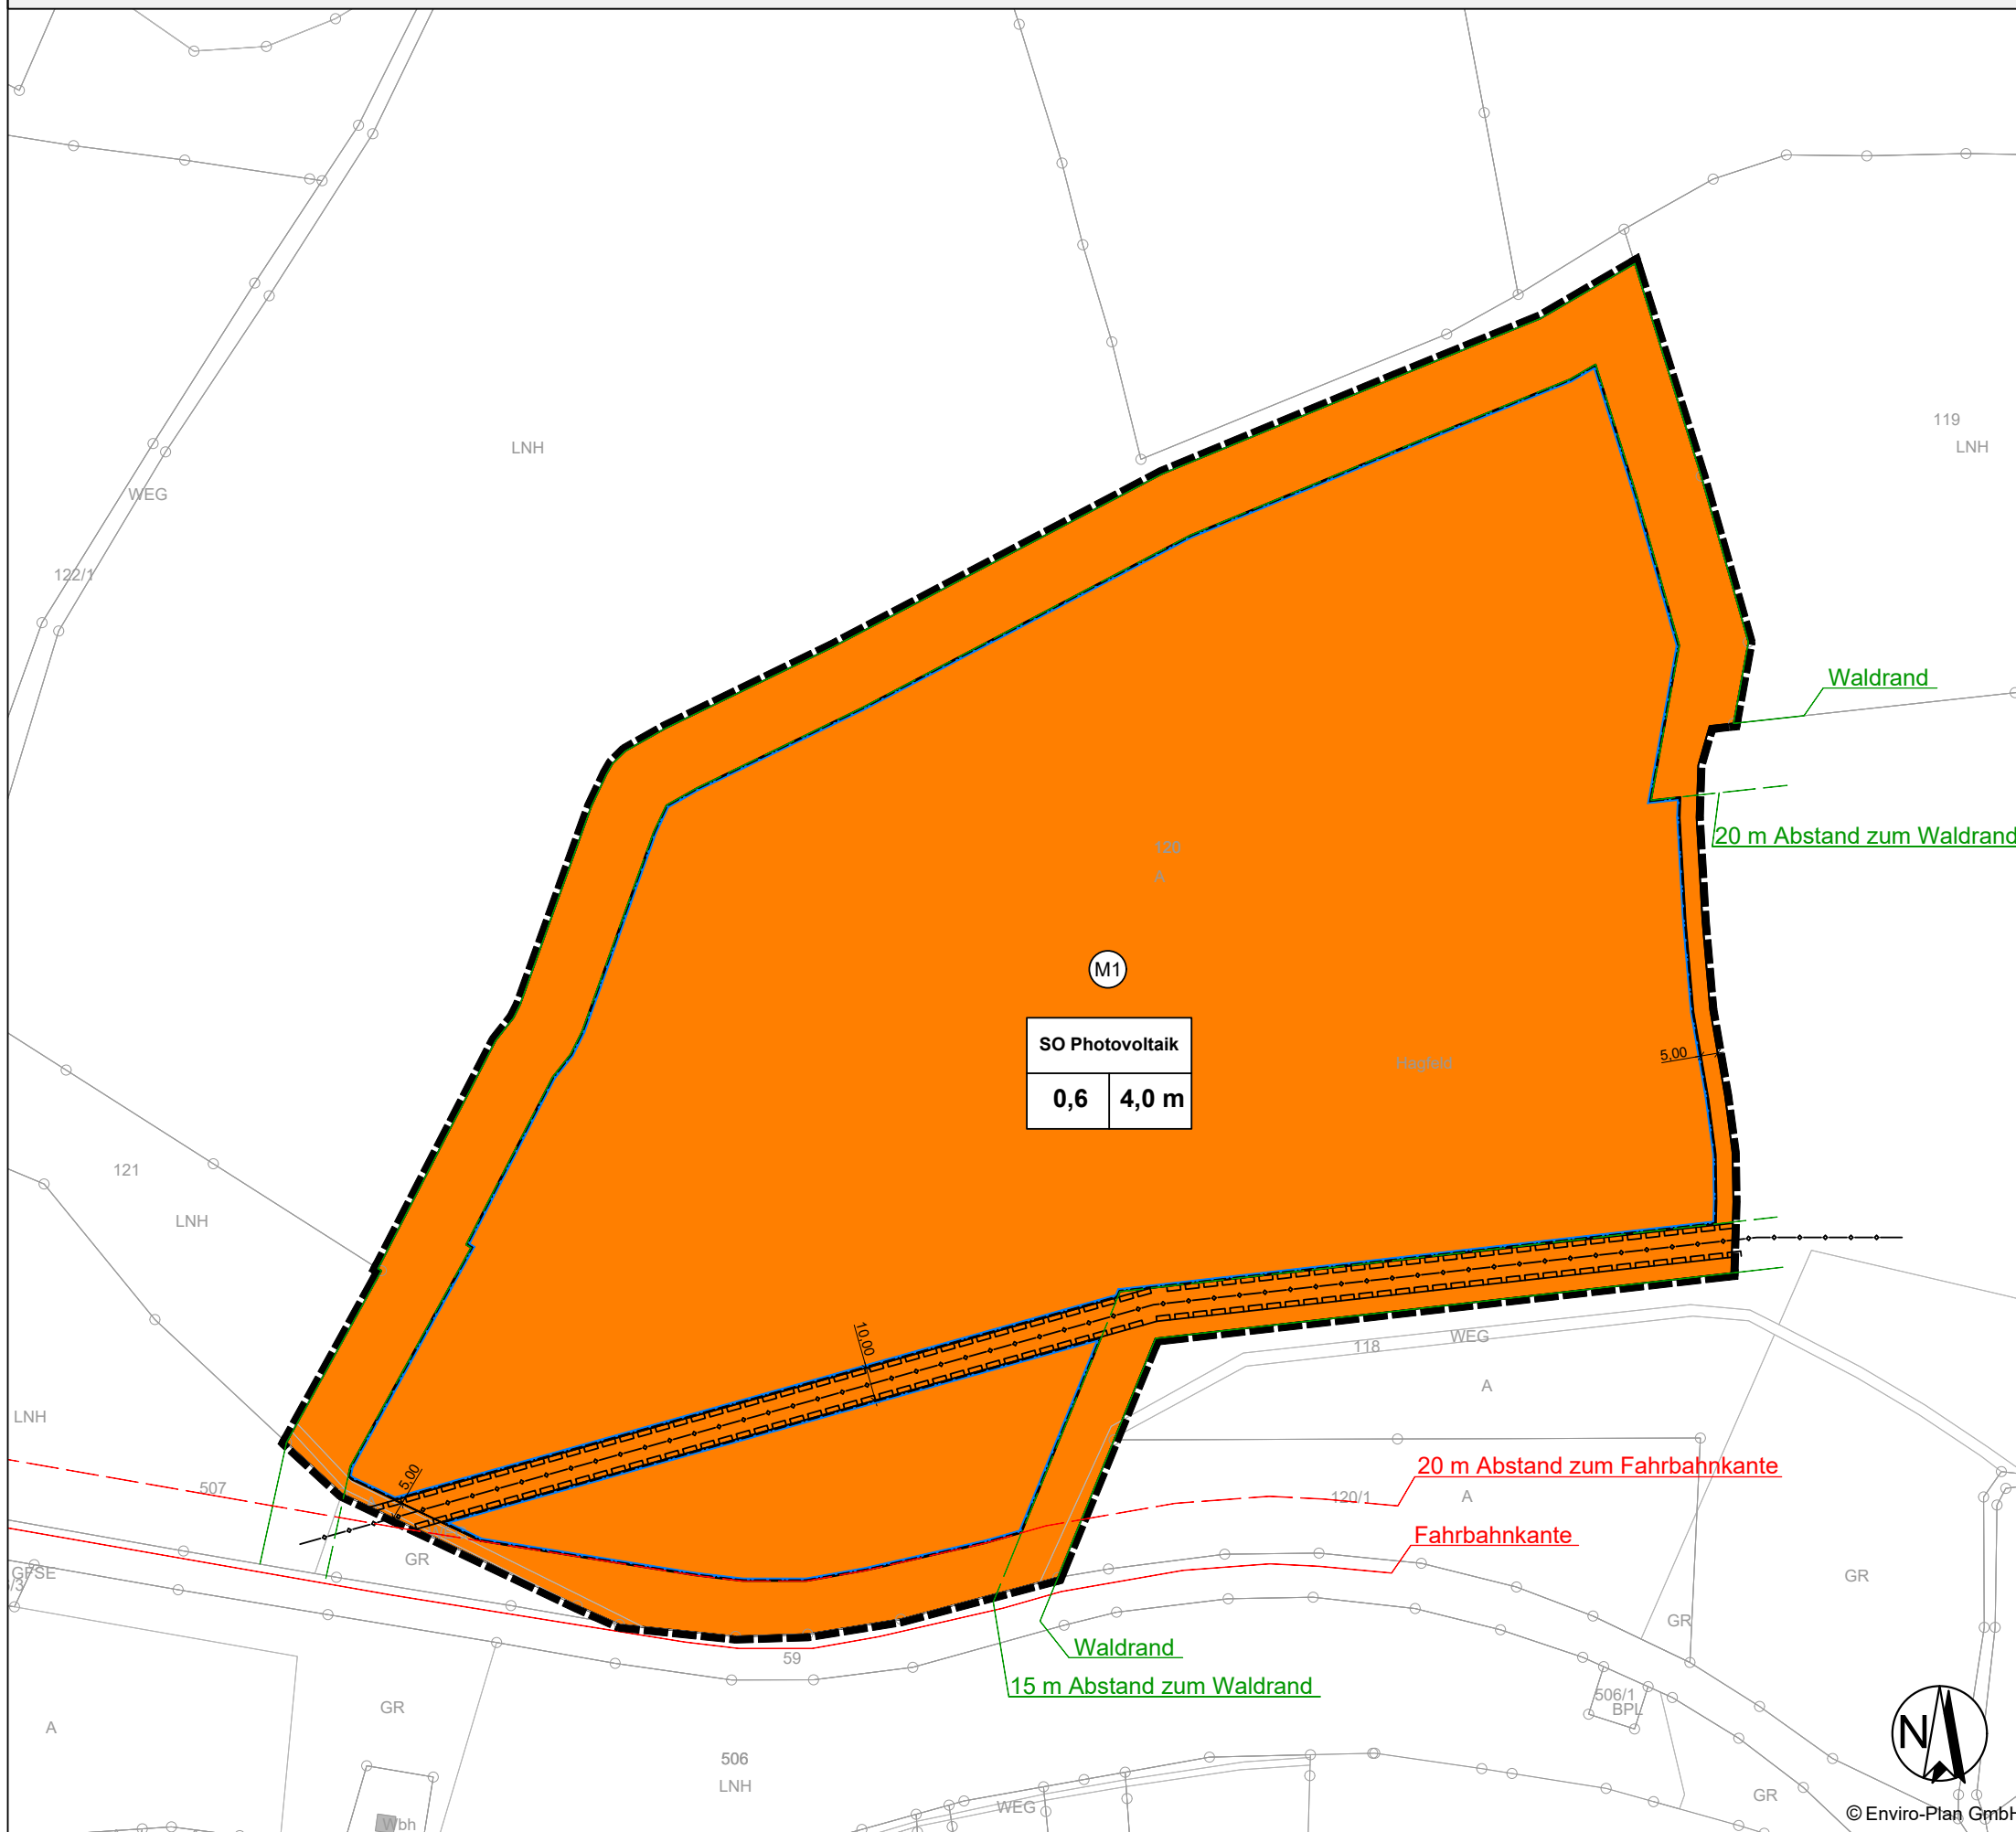 119
LNH
LNH
WEG
122/1
Waldrand
20 m Abstand zum Waldrand
120
A
M1
SO Photovoltaik
0,6 4,0 m
5,00
Hegfeld
121
LNH
10,00
118
WEG
A
LNH
5,00
507
20 m Abstand zum Fahrbahnkante
120/1
A
Fahrbahnkante
GR
GFSE
/3
GR
GR
Waldrand
59
15 m Abstand zum Waldrand
506/1
BPL
GR
A
506
LNH
N
GR
WEG
Wbh
© Enviro-Plan GmbH